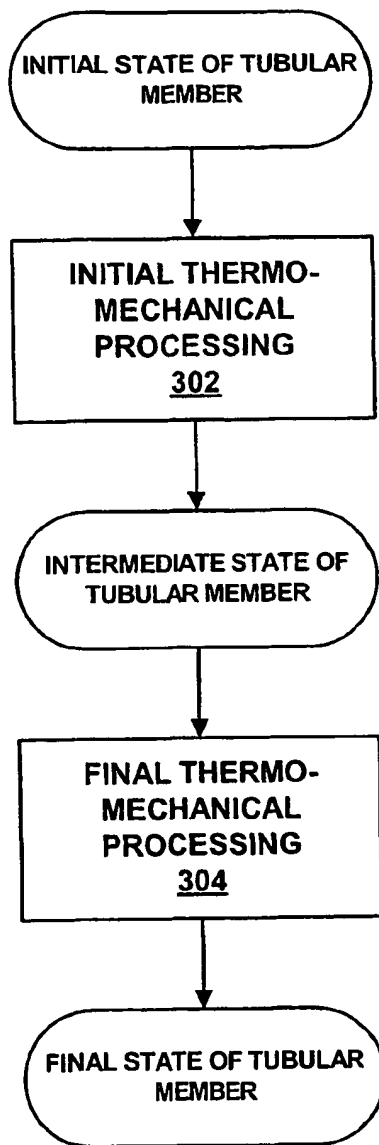 INITIAL STATE OF TUBULAR
MEMBER
INITIAL THERMO-
MECHANICAL
PROCESSING
302
INTERMEDIATE STATE OF
TUBULAR MEMBER
FINAL THERMO-
MECHANICAL
PROCESSING
304
FINAL STATE OF TUBULAR
MEMBER